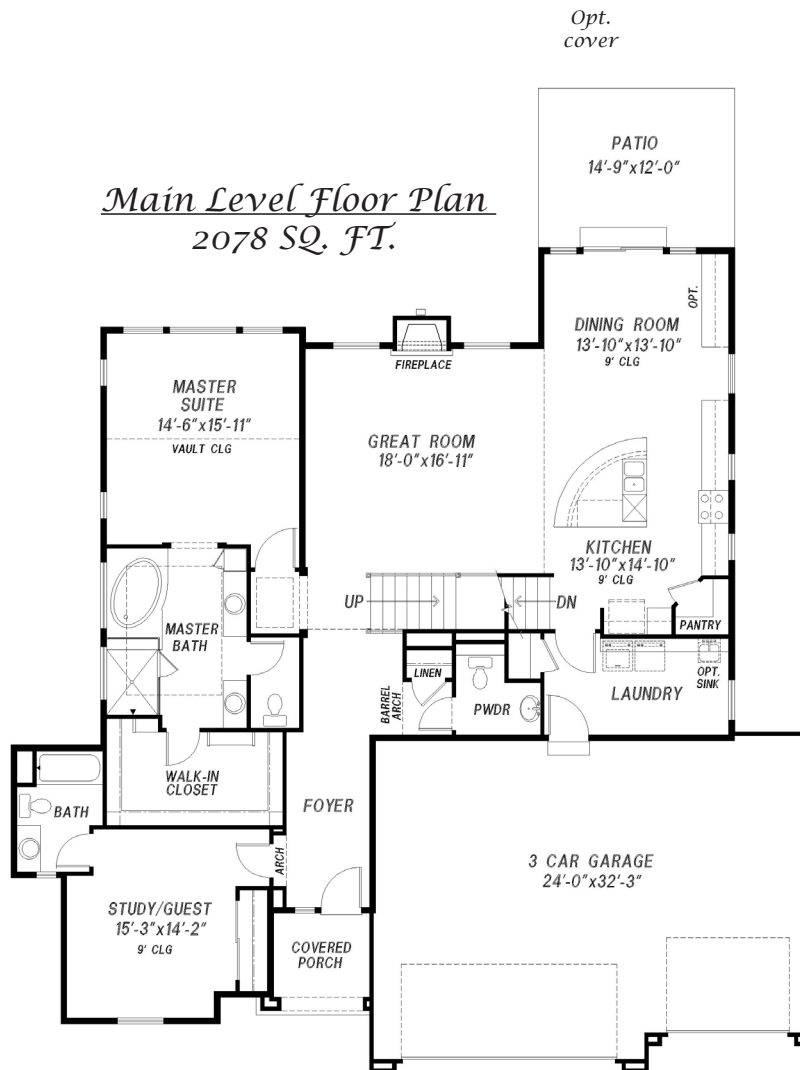 Opt.
cover
PATIO
14'-9"x12'-0"
Main Level Floor Plan
2078 SQ. FT.
OPT.
DINING ROOM
13'-10"x13'-10"
9' CLG
FIREPLACE
MASTER
SUITE
14'-6"x15'-11"
VAULT CLG
GREAT ROOM
18'-0"x16'-11"
KITCHEN
13'-10"x14'-10"
9' CLG
UP
DN
PANTRY
MASTER
BATH
LINEN
BARREL
ARCH
PWDR
LAUNDRY
OPT.
SINK
WALK-IN
CLOSET
BATH
FOYER
ARCH
3 CAR GARAGE
24'-0"x32'-3"
STUDY/GUEST
15'-3"x14'-2"
9' CLG
COVERED
PORCH